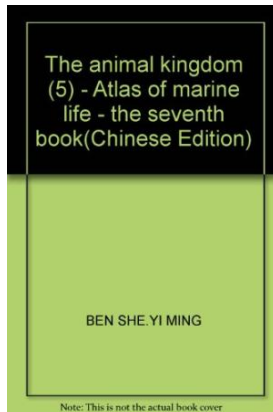 The animal kingdom
(5) - Atlas of marine
life - the seventh
book(Chinese Edition)
BEN SHE.YI MING
Note: This is not the actual book cover